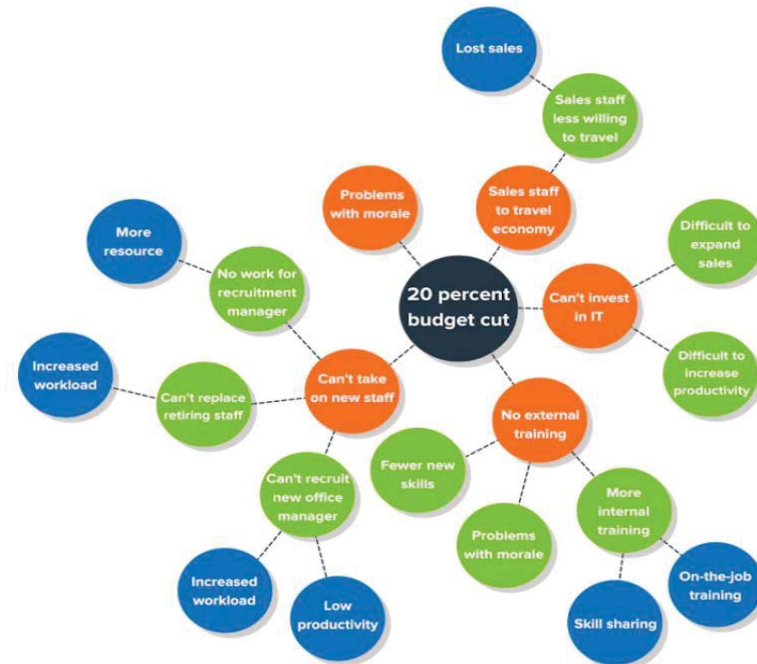 Lost sales
Sales staff
less willing
to travel
Problems
with morale
Sales staff
to travel
economy
More
resource
No work for
recruitment
manager
Difficult to
expand
sales
20 percent
budget cut
Can't invest
in IT
Increased
workload
Can't replace
retiring staff
Can't take
on new staff
Difficult to
increase
productivity
No external
training
Fewer new
skills
Can't recruit
new office
manager
Problems
with morale
More
internal
training
Increased
workload
Low
productivity
Skill sharing
On-the-job
training